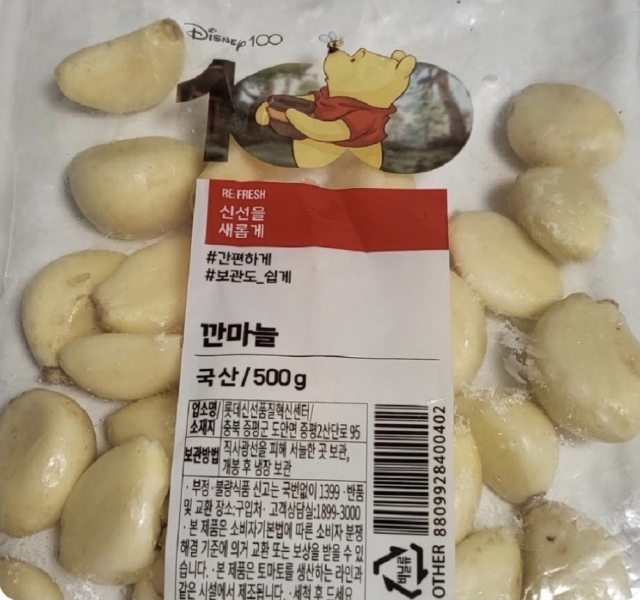 Disney 100
100
RE: FRESH
신선을
새롭게
#간편하게
#보관도_쉽게
깐마늘
국산/500g
업소명/ 롯데신선품질혁신센터/
소재지 충북 증평군 도안면 증평2산단로 95
보관방법 직사광선을 피해 서늘한 곳 보관,
개봉 후 냉장 보관
· 부정·불량식품 신고는 국번없이 1399 ·반품
및 교환 장소:구입처· 고객상담실:1899-3000
· 본 제품은 소비자기본법에 따른 소비자 분쟁
해결 기준에 의거 교환 또는 보상을 받을 수 있
습니다. · 본 제품은 토마토를 생산하는 라인과
같은 시설에서 제조됩니다. ·세척 후 드세요
비닐류
OTHER 8809928400402